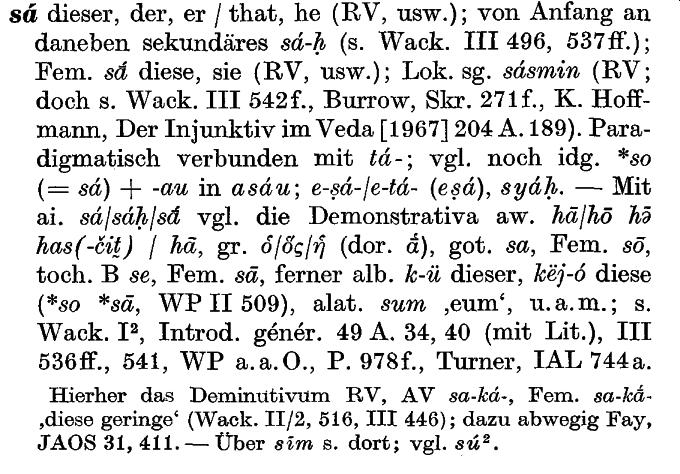 sá dieser, der, er / that, he (RV, usw.); von Anfang an
daneben sekundäres sá-ḥ (s. Wack. III 496, 537ff.);
Fem. sā́ diese, sie (RV, usw.); Lok. sg. sásmin (RV;
doch s. Wack. III 542f., Burrow, Skr. 271f., K. Hoff-
mann, Der Injunktiv im Veda [1967] 204 A. 189). Para-
digmatisch verbunden mit tá-; vgl. noch idg. *so
(= sá) + -au in asáu; e-ṣá-/e-tá- (eṣá), syáḥ. — Mit
ai. sá/sáḥ/sā́ vgl. die Demonstrativa aw. hā/hō hə̄
has(-čiṯ) / hā, gr. ὁ/ὅς/ἡ (dor. ἁ), got. sa, Fem. sō,
toch. B se, Fem. sā, ferner alb. k-ü dieser, këj-ó diese
(*so *sā, WP II 509), alat. sum ‚eum‘, u.a.m.; s.
Wack. I², Introd. génér. 49 A. 34, 40 (mit Lit.), III
536ff., 541, WP a.a.O., P. 978f., Turner, IAL 744a.
Hierher das Deminutivum RV, AV sa-ká-, Fem. sa-kā́-
‚diese geringe‘ (Wack. II/2, 516, III 446); dazu abwegig Fay,
JAOS 31, 411. — Über sīm s. dort; vgl. sú².